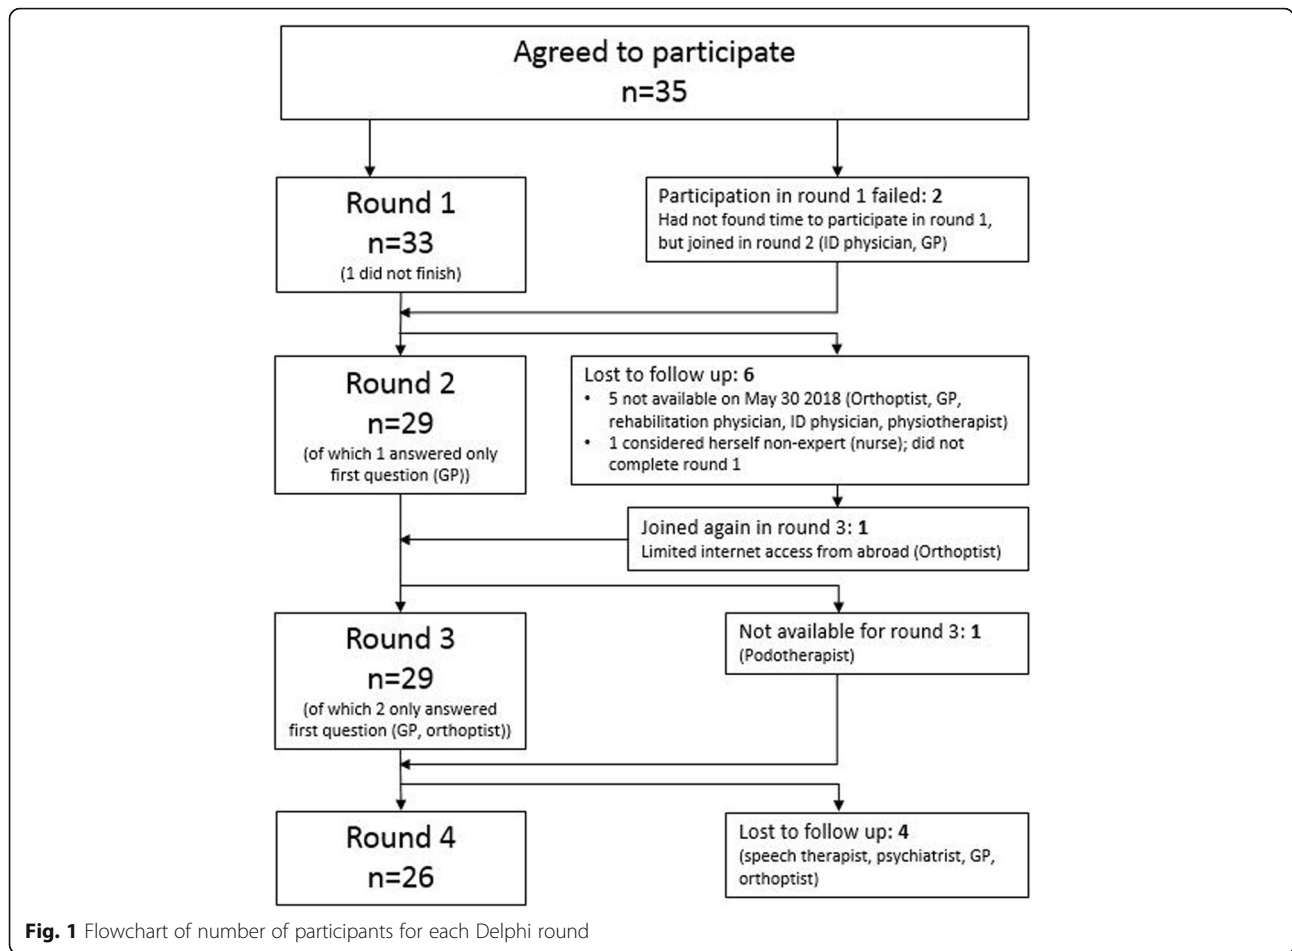 Agreed to participate
n=35
Round 1
n=33
(1 did not finish)
Participation in round 1 failed: 2
Had not found time to participate in round 1,
but joined in round 2 (ID physician, GP)
Round 2
n=29
(of which 1 answered only
first question (GP))
Lost to follow up: 6
• 5 not available on May 30 2018 (Orthoptist, GP,
rehabilitation physician, ID physician, physiotherapist)
• 1 considered herself non-expert (nurse); did not
complete round 1
Joined again in round 3: 1
Limited internet access from abroad (Orthoptist)
Round 3
n=29
(of which 2 only answered
first question (GP, orthoptist))
Not available for round 3: 1
(Podotherapist)
Round 4
n=26
Lost to follow up: 4
(speech therapist, psychiatrist, GP,
orthoptist)
Fig. 1 Flowchart of number of participants for each Delphi round